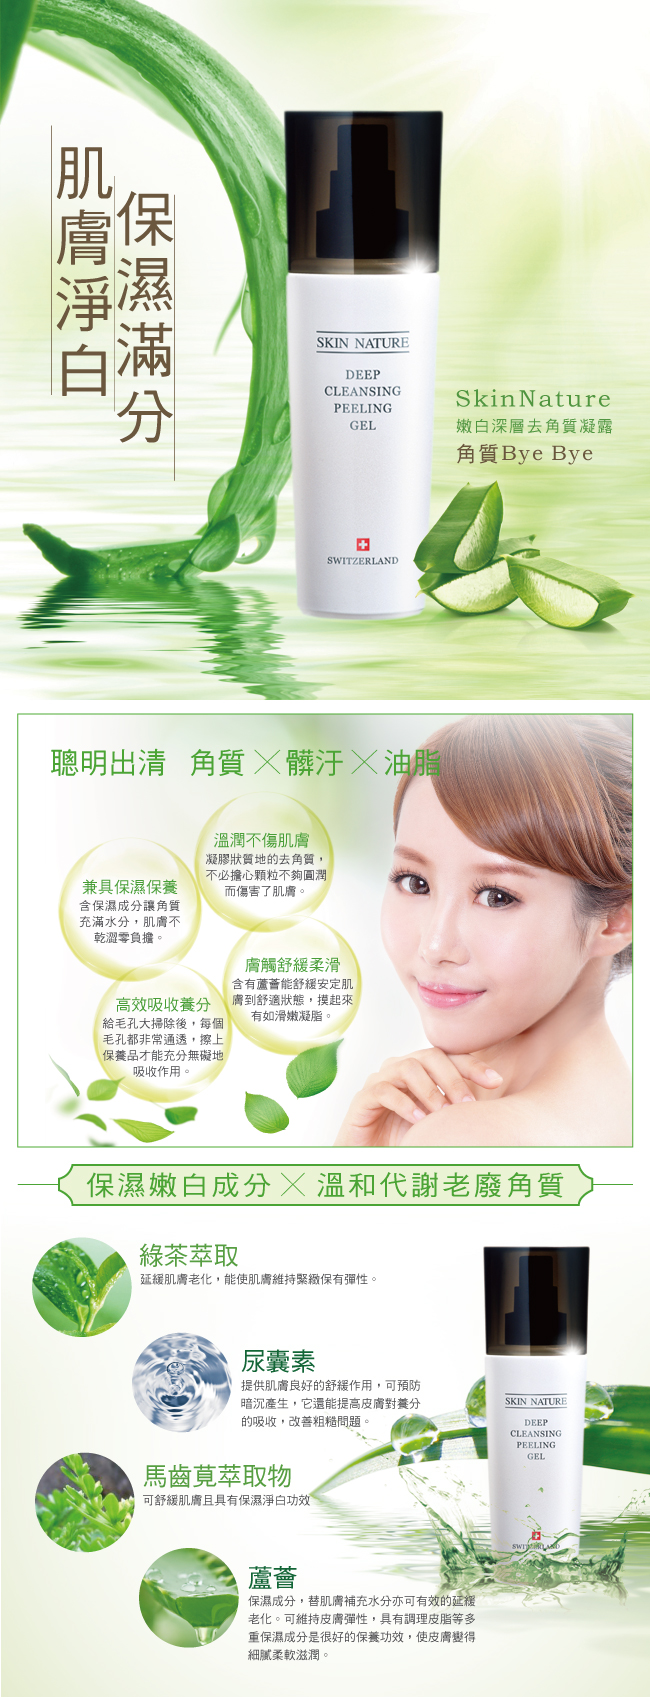 肌膚淨白
保濕滿分
SKIN NATURE
DEEP
CLEANSING
PEELING
GEL
SWITZERLAND
SkinNature
嫩白深層去角質凝露
角質Bye Bye
聰明出清 角質╳髒汙╳油脂
溫潤不傷肌膚
凝膠狀質地的去角質，
不必擔心顆粒不夠圓潤
而傷害了肌膚。
兼具保濕保養
含保濕成分讓角質
充滿水分，肌膚不
乾澀零負擔。
膚觸舒緩柔滑
含有蘆薈能舒緩安定肌
膚到舒適狀態，摸起來
有如滑嫩凝脂。
高效吸收養分
給毛孔大掃除後，每個
毛孔都非常通透，擦上
保養品才能充分無礙地
吸收作用。
保濕嫩白成分╳溫和代謝老廢角質
綠茶萃取
延緩肌膚老化，能使肌膚維持緊緻保有彈性。
尿囊素
提供肌膚良好的舒緩作用，可預防
暗沉產生，它還能提高皮膚對養分
的吸收，改善粗糙問題。
馬齒莧萃取物
可舒緩肌膚且具有保濕淨白功效
蘆薈
保濕成分，替肌膚補充水分亦可有效的延緩
老化。可維持皮膚彈性，具有調理皮脂等多
重保濕成分是很好的保養功效，使皮膚變得
細膩柔軟滋潤。
SKIN NATURE
DEEP
CLEANSING
PEELING
GEL
SWITZERLAND